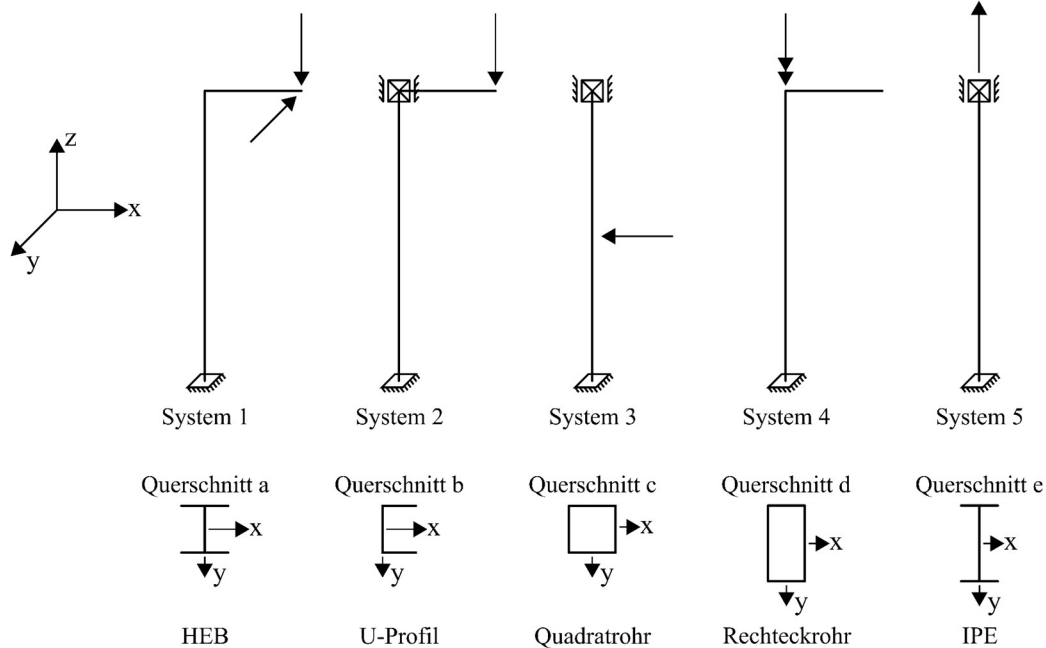 z
x
y
System 1 System 2 System 3 System 4 System 5
Querschnitt a Querschnitt b Querschnitt c Querschnitt d Querschnitt e
x x x x x
y y y y y
HEB U-Profil Quadratrohr Rechteckrohr IPE